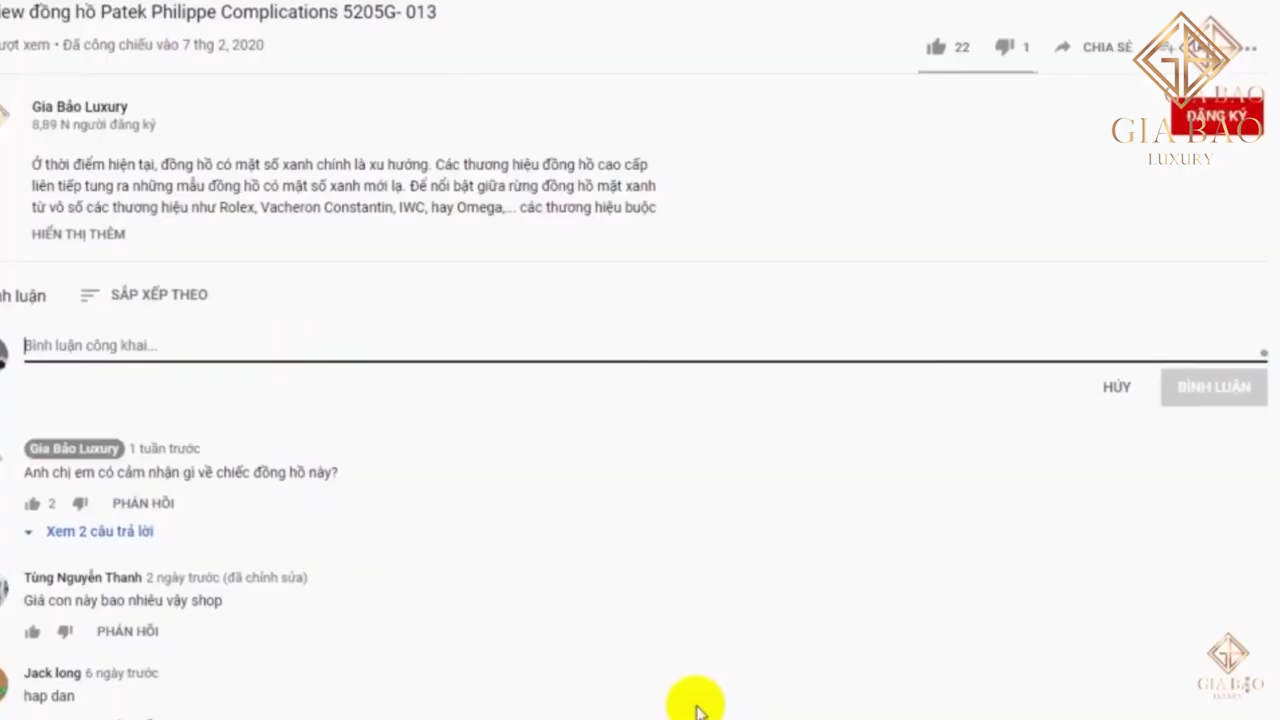 iew đồng hồ Patek Philippe Complications 5205G- 013
ượt xem • Đã công chiếu vào 7 thg 2, 2020
22
1
CHIA SẺ
GIA BAO
LUXURY
ĐĂNG KÝ
Gia Bảo Luxury
8,89 N người đăng ký
Ở thời điểm hiện tại, đồng hồ có mặt số xanh chính là xu hướng. Các thương hiệu đồng hồ cao cấp
liên tiếp tung ra những mẫu đồng hồ có mặt số xanh mới lạ. Để nổi bật giữa rừng đồng hồ mặt xanh
từ vô số các thương hiệu như Rolex, Vacheron Constantin, IWC, hay Omega,... các thương hiệu buộc
HIỂN THỊ THÊM
nh luận
SẮP XẾP THEO
Bình luận công khai...
HỦY
BÌNH LUẬN
Gia Bảo Luxury 1 tuần trước
Anh chị em có cảm nhận gì về chiếc đồng hồ này?
2
PHẢN HỒI
Xem 2 câu trả lời
Tùng Nguyễn Thanh 2 ngày trước (đã chỉnh sửa)
Giá con này bao nhiêu vậy shop
PHẢN HỒI
Jack long 6 ngày trước
hap dan
GIA BẢO
LUXURY